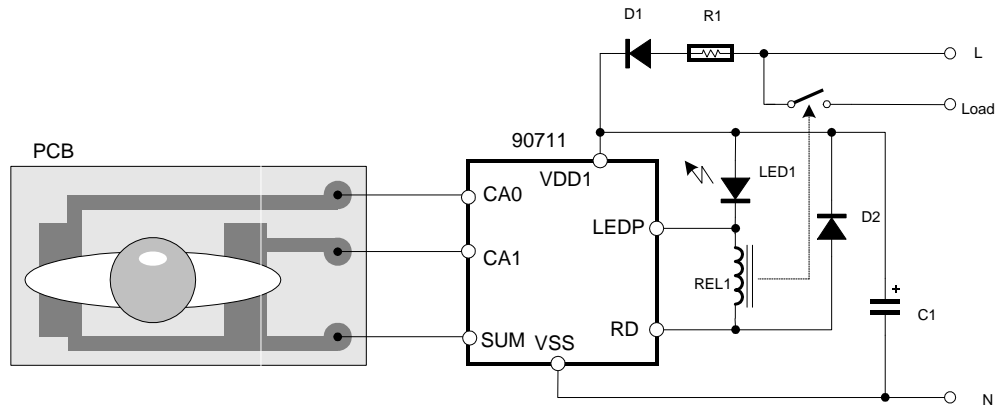 D1
R1
L
Load
PCB
90711
VDD1
CA0
LED1
LEDP
D2
CA1
REL1
+
C1
RD
SUM
VSS
N